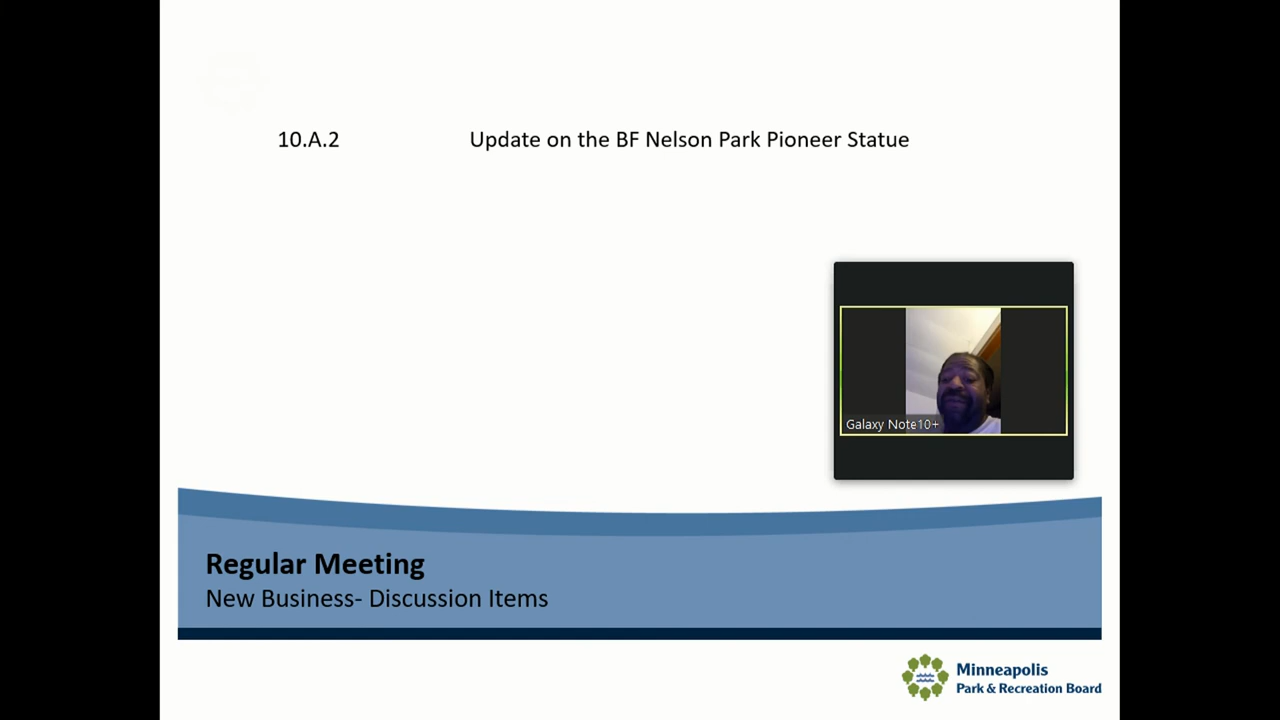 10.A.2 Update on the BF Nelson Park Pioneer Statue
Galaxy Note10+
Regular Meeting
New Business- Discussion Items
Minneapolis
Park & Recreation Board